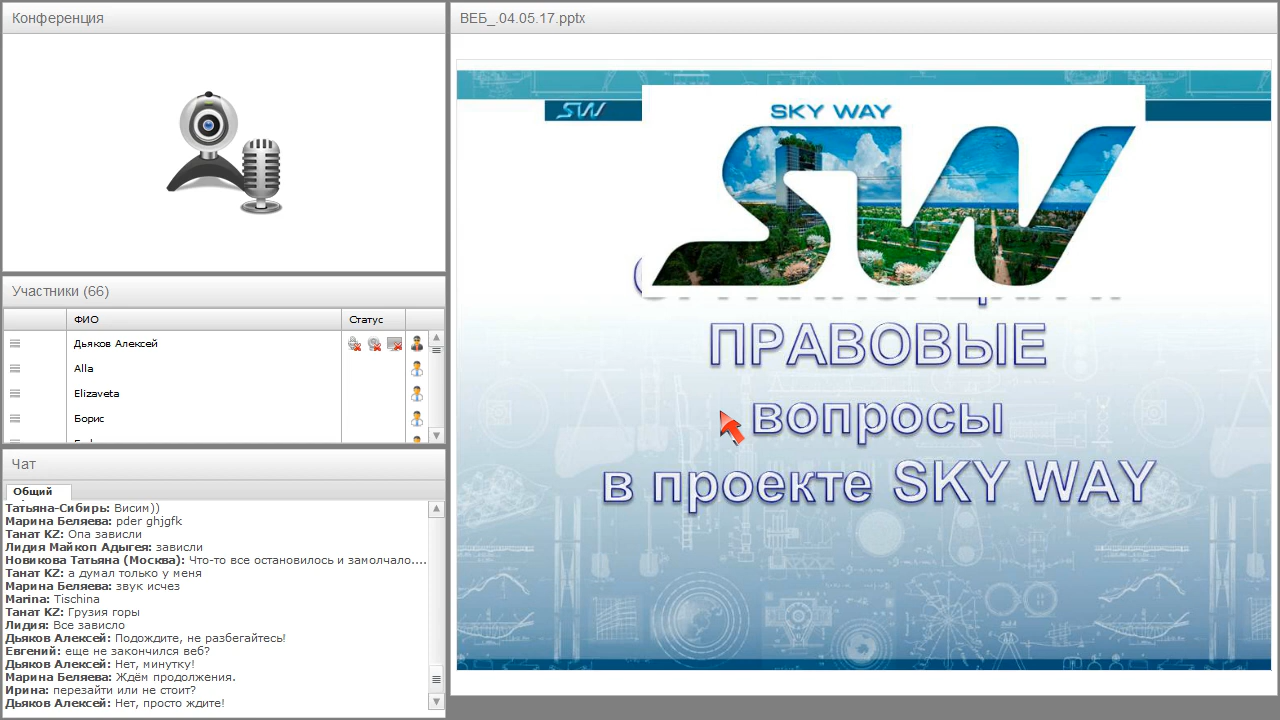 Конференция
Участники (66)
ФИО
Статус
Дьяков Алексей
Alla
Elizaveta
Борис
Чат
Общий
Татьяна-Сибирь: Висим))
Марина Беляева: pder ghjgfk
Танат KZ: Опа зависли
Лидия Майкоп Адыгея: зависли
Новикова Татьяна (Москва): Что-то все остановилось и замолчало....
Танат KZ: а думал только у меня
Марина Беляева: звук исчез
Marina: Tischina
Танат KZ: Грузия горы
Лидия: Все зависло
Дьяков Алексей: Подождите, не разбегайтесь!
Евгений: еще не закончился веб?
Дьяков Алексей: Нет, минутку!
Марина Беляева: Ждём продолжения.
Ирина: перезайти или не стоит?
Дьяков Алексей: Нет, просто ждите!
ВЕБ_.04.05.17.pptx
SW
SKY WAY
SW
ПРАВОВЫЕ
вопросы
в проекте SKY WAY